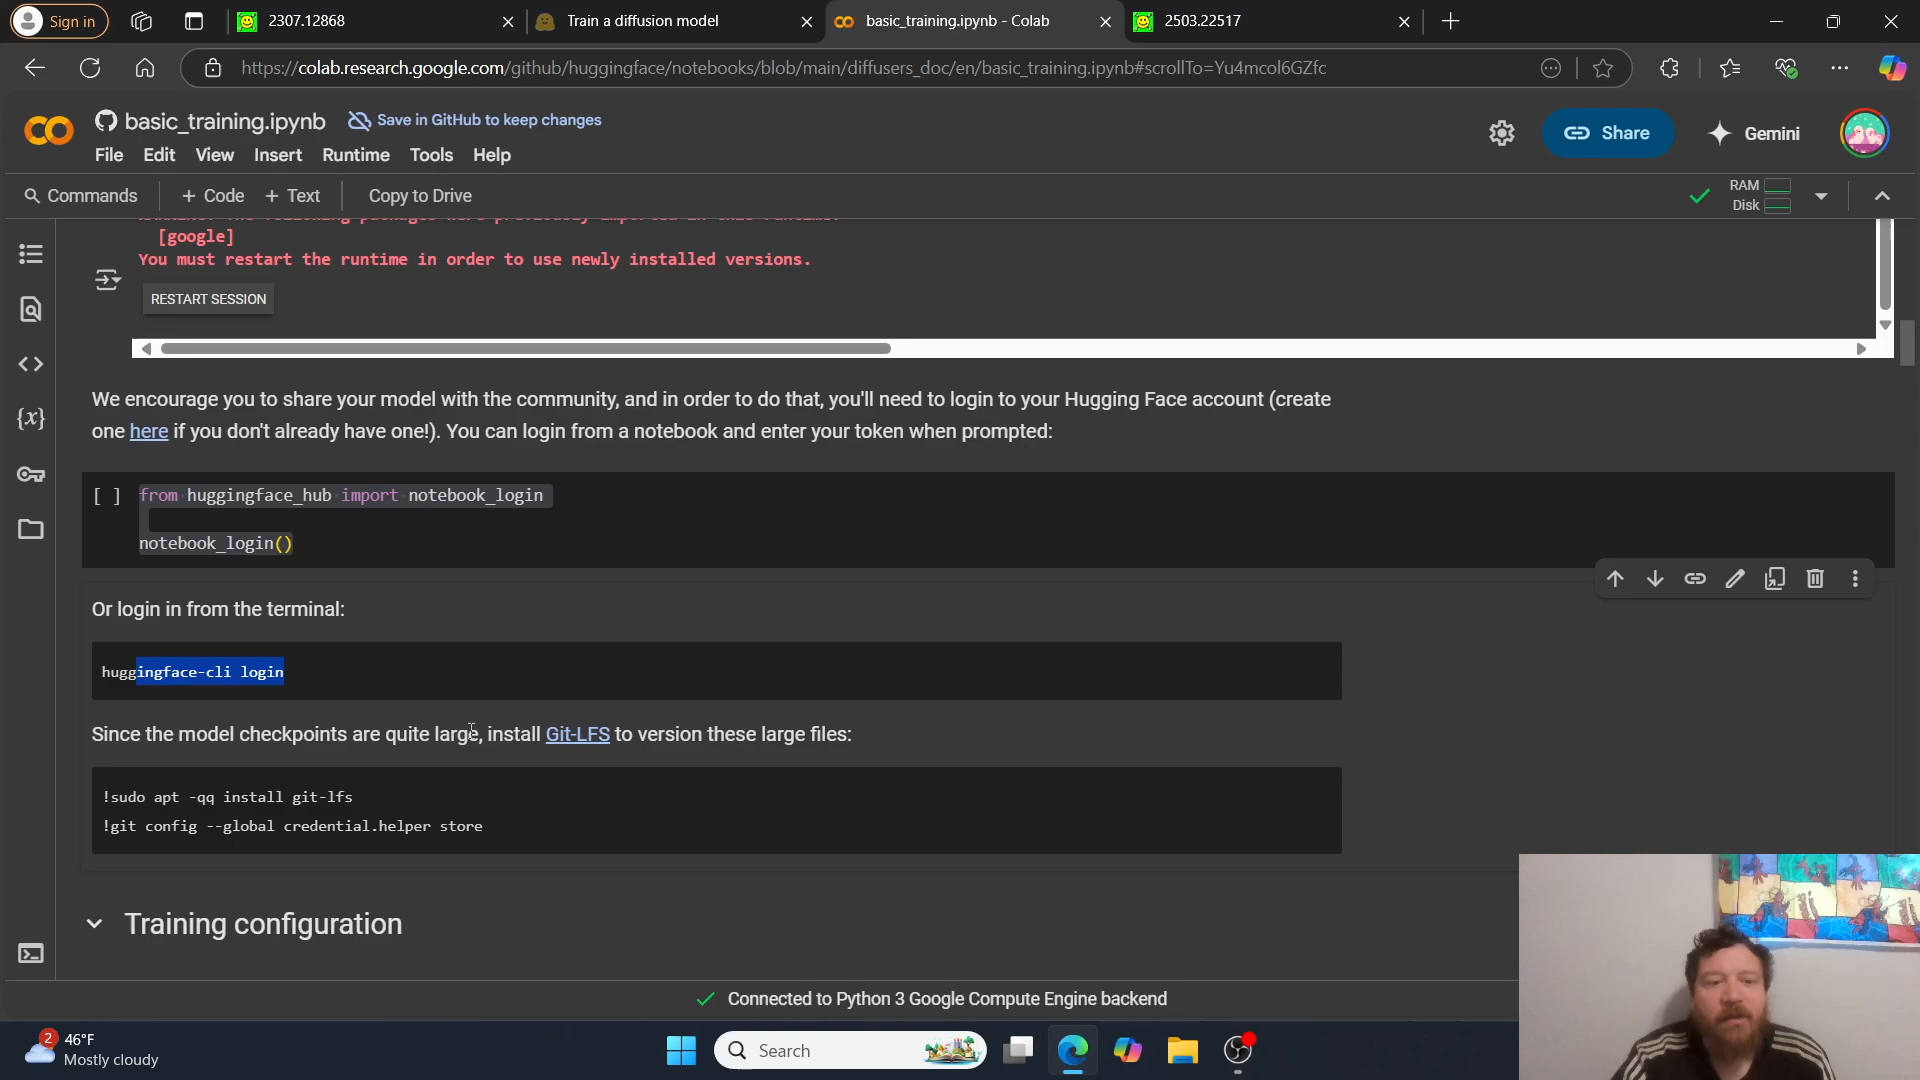 Sign in
2307.12868
Train a diffusion model
basic_training.ipynb - Colab
2503.22517
https://colab.research.google.com/github/huggingface/notebooks/blob/main/diffusers_doc/en/basic_training.ipynb#scrollTo=Yu4mcol6GZfc
basic_training.ipynb
Save in GitHub to keep changes
Share
Gemini
File Edit View Insert Runtime Tools Help
Commands
+ Code + Text
Copy to Drive
RAM
Disk
[google]
You must restart the runtime in order to use newly installed versions.
RESTART SESSION
We encourage you to share your model with the community, and in order to do that, you'll need to login to your Hugging Face account (create
one here if you don't already have one!). You can login from a notebook and enter your token when prompted:
[ ] from huggingface_hub import notebook_login
notebook_login()
Or login in from the terminal:
huggingface-cli login
Since the model checkpoints are quite large, install Git-LFS to version these large files:
!sudo apt -qq install git-lfs
!git config --global credential.helper store
Training configuration
Connected to Python 3 Google Compute Engine backend
2
46°F
Mostly cloudy
Search